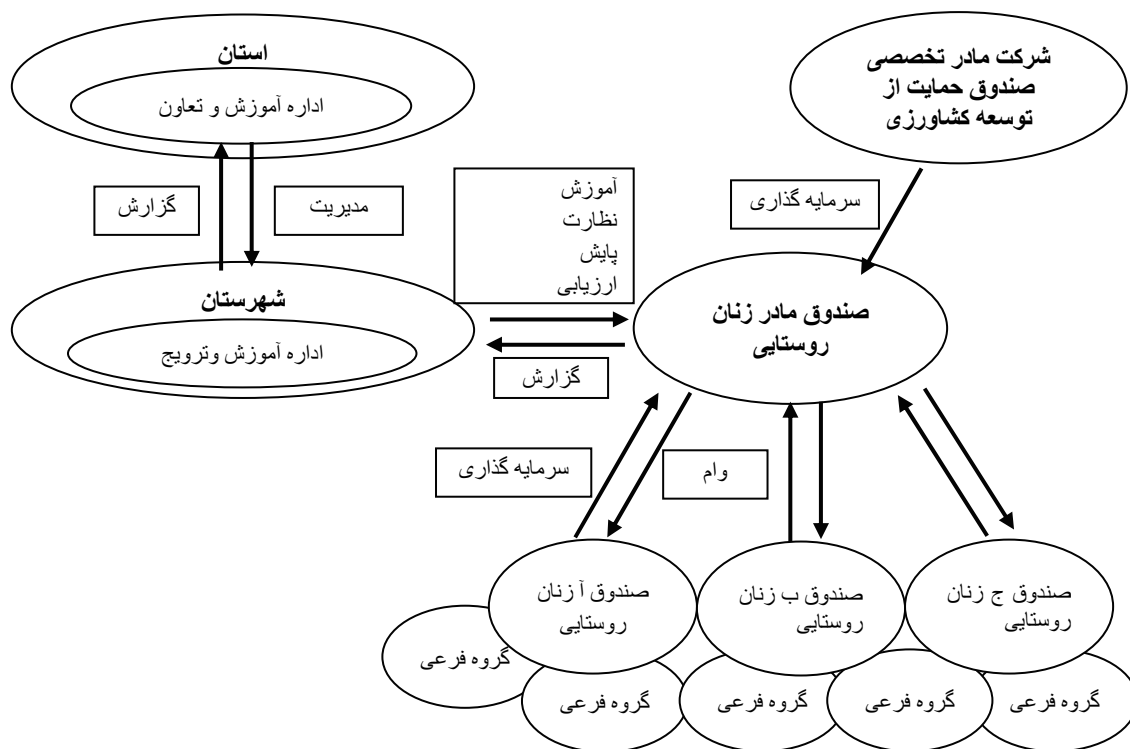 استان
اداره آموزش و تعاون
شرکت مادر تخصصی
صندوق حمایت از
توسعه کشاورزی
گزارش
مدیریت
آموزش
نظارت
پایش
ارزیابی
سرمایه گذاری
شهرستان
اداره آموزش وترویج
صندوق مادر زنان
روستایی
گزارش
سرمایه گذاری
وام
صندوق آ زنان
روستایی
صندوق ب زنان
روستایی
صندوق ج زنان
روستایی
گروه فرعی
گروه فرعی
گروه فرعی
گروه فرعی
گروه فرعی